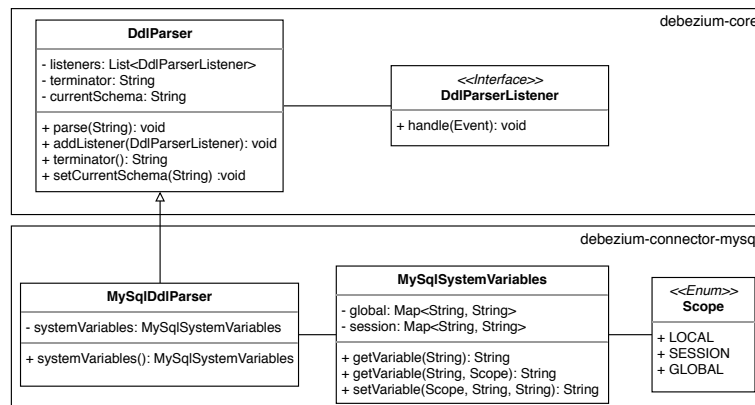 debezium-core
DdlParser
- listeners: List<DdlParserListener>
- terminator: String
- currentSchema: String
+ parse(String): void
+ addListener(DdlParserListener): void
+ terminator(): String
+ setCurrentSchema(String) :void
<<Interface>>
DdlParserListener
+ handle(Event): void
debezium-connector-mysql
MySqlDdlParser
- systemVariables: MySqlSystemVariables
+ systemVariables(): MySqlSystemVariables
MySqlSystemVariables
- global: Map<String, String>
- session: Map<String, String>
+ getVariable(String): String
+ getVariable(String, Scope): String
+ setVariable(Scope, String, String): String
<<Enum>>
Scope
+ LOCAL
+ SESSION
+ GLOBAL